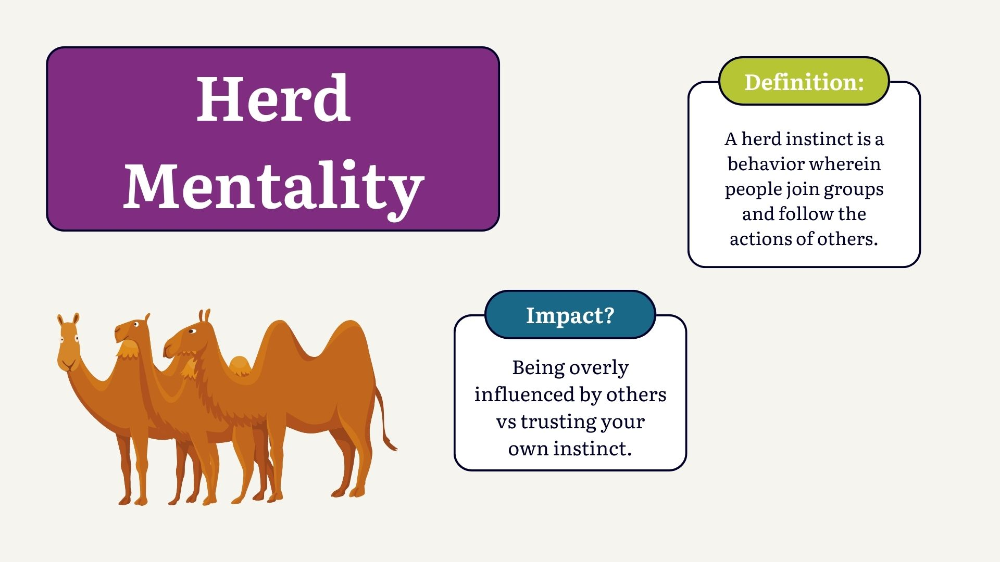 Herd
Mentality
Definition:
A herd instinct is a
behavior wherein
people join groups
and follow the
actions of others.
Impact?
Being overly
influenced by others
vs trusting your
own instinct.